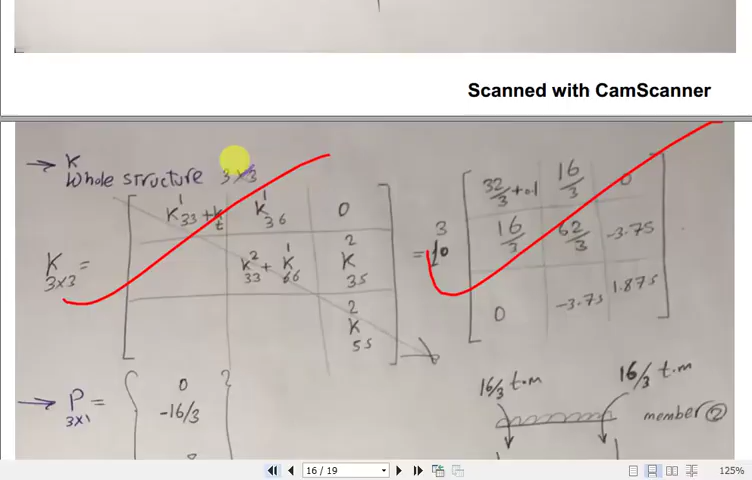 Scanned with CamScanner
→ K
Whole structure 3×3
K 3×3 =
K¹33 + Kt K¹36 0
K²33 + K¹66 K²35
K²55
= 10³
32/3 + 0.1 16/3 0
16/3 62/3 -3.75
0 -3.75 1.875
→ P 3×1 =
0
-16/3
16/3 t.m 16/3 t.m
member ②
16 / 19
125%